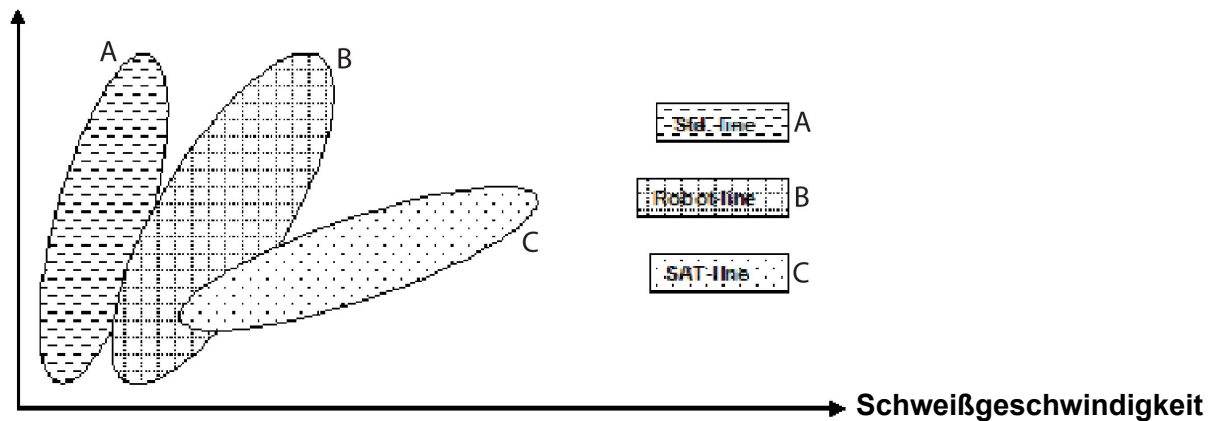 A
B
C
Std.-line A
Robot-line B
SAT-line C
Schweißgeschwindigkeit